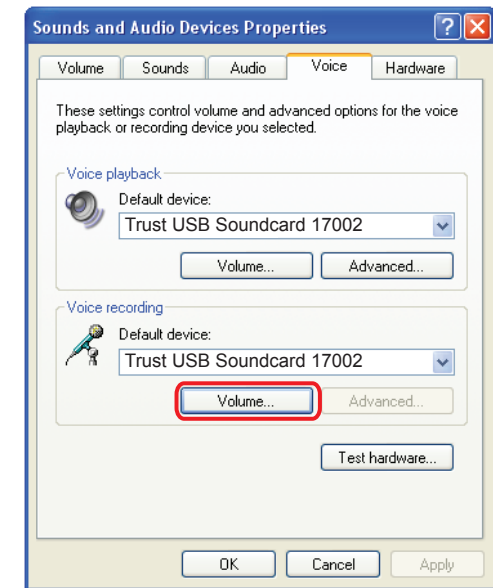 Sounds and Audio Devices Properties
?
X
Volume
Sounds
Audio
Voice
Hardware
These settings control volume and advanced options for the voice
playback or recording device you selected.
Voice playback
Default device:
Trust USB Soundcard 17002
Volume...
Advanced...
Voice recording
Default device:
Trust USB Soundcard 17002
Volume...
Advanced...
Test hardware...
OK
Cancel
Apply